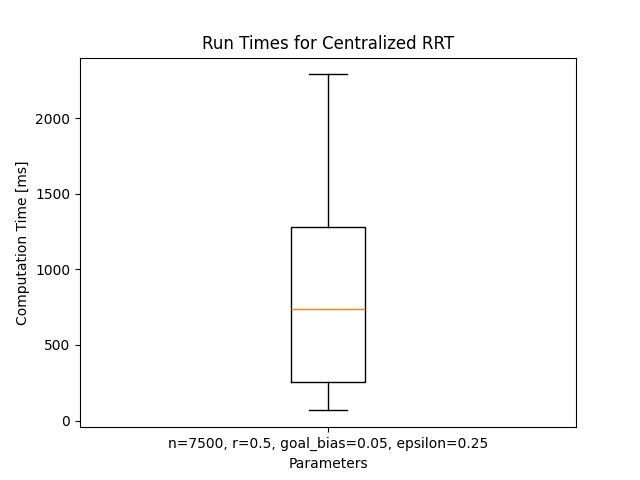 Run Times for Centralized RRT
Computation Time [ms]
2000
1500
1000
500
0
n=7500, r=0.5, goal_bias=0.05, epsilon=0.25
Parameters